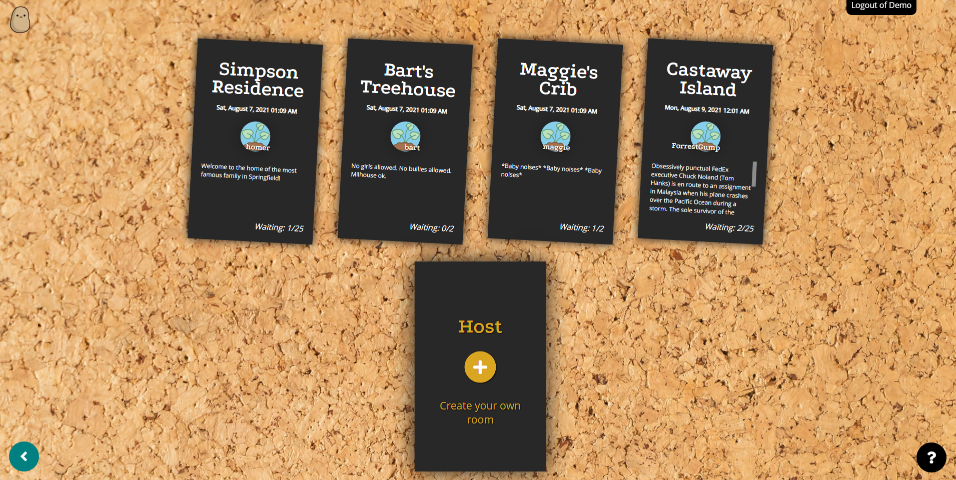 Logout of Demo
Simpson
Residence
Sat, August 7, 2021 01:09 AM
homer
Welcome to the home of the most
famous family in Springfield!
Waiting: 1/25
Bart's
Treehouse
Sat, August 7, 2021 01:09 AM
bart
No girls allowed. No bullies allowed.
Milhouse ok.
Waiting: 0/2
Maggie's
Crib
Sat, August 7, 2021 01:09 AM
maggie
*Baby noises* *Baby noises* *Baby
noises*
Waiting: 1/2
Castaway
Island
Mon, August 9, 2021 12:01 AM
ForrestGump
Obsessively punctual FedEx
executive Chuck Noland (Tom
Hanks) is en route to an assignment
in Malaysia when his plane crashes
over the Pacific Ocean during a
storm. The sole survivor of the
Waiting: 2/25
Host
+
Create your own
room
?